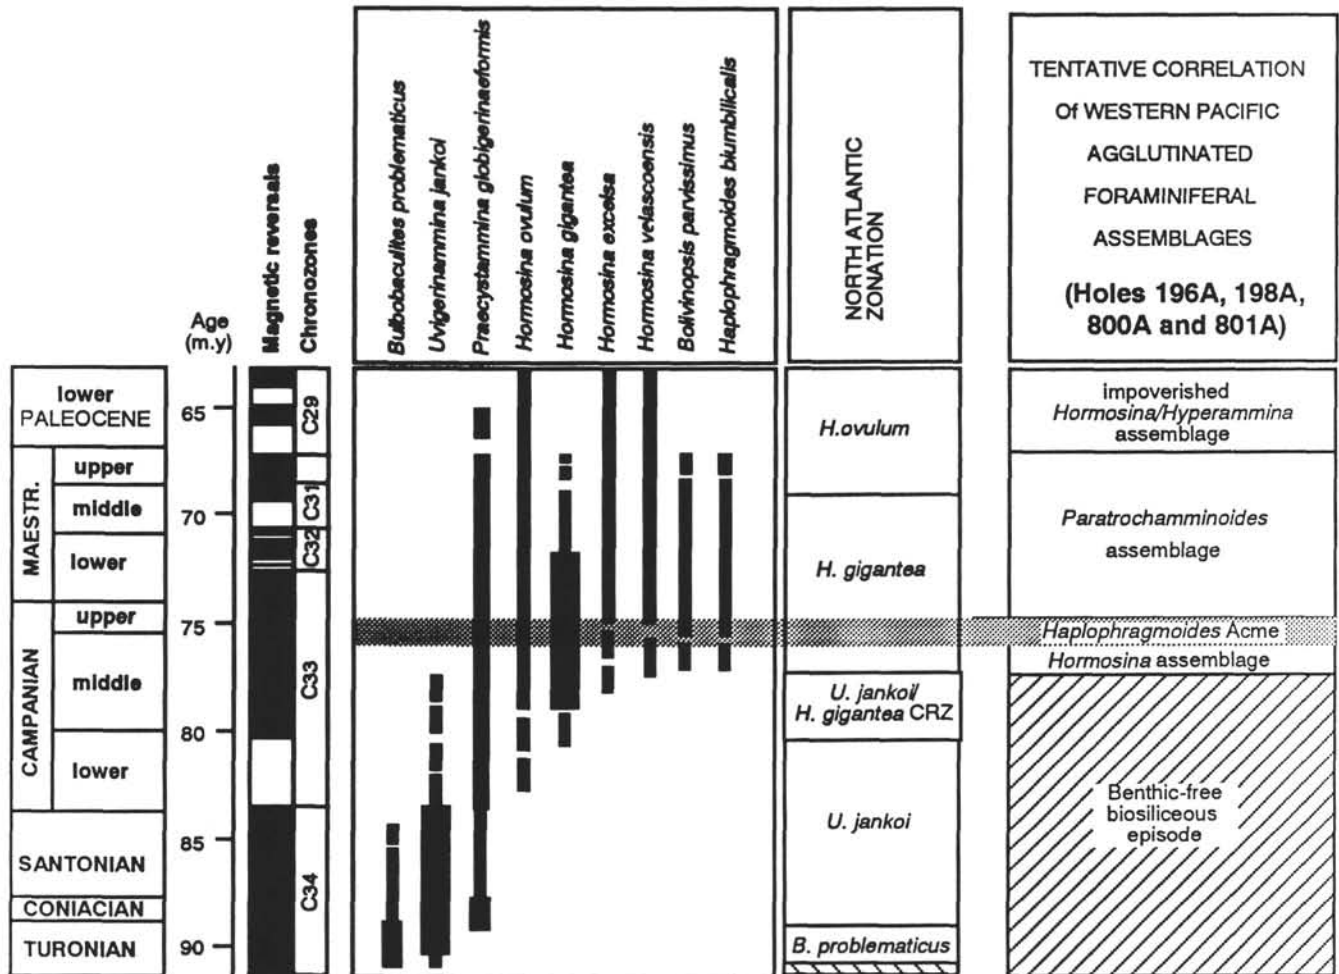 Age
(m.y)
Magnetic reversals
Chronozones
Bulbobaculites problematicus
Uvigerinammina jankoi
Praecystammina globigerinaeformis
Hormosina ovulum
Hormosina gigantea
Hormosina excelsa
Hormosina velascoensis
Bolivinopsis parvissimus
Haplophragmoides biumbilicalis
NORTH ATLANTIC
ZONATION
TENTATIVE CORRELATION
Of WESTERN PACIFIC
AGGLUTINATED
FORAMINIFERAL
ASSEMBLAGES
(Holes 196A, 198A,
800A and 801A)
lower
PALEOCENE
MAESTR.
upper
middle
lower
CAMPANIAN
upper
middle
lower
SANTONIAN
CONIACIAN
TURONIAN
65
70
75
80
85
90
C29
C31
C32
C33
C34
H.ovulum
H. gigantea
U. jankoi/
H. gigantea CRZ
U. jankoi
B. problematicus
impoverished
Hormosina/Hyperammina
assemblage
Paratrochamminoides
assemblage
Haplophragmoides Acme
Hormosina assemblage
Benthic-free
biosiliceous
episode